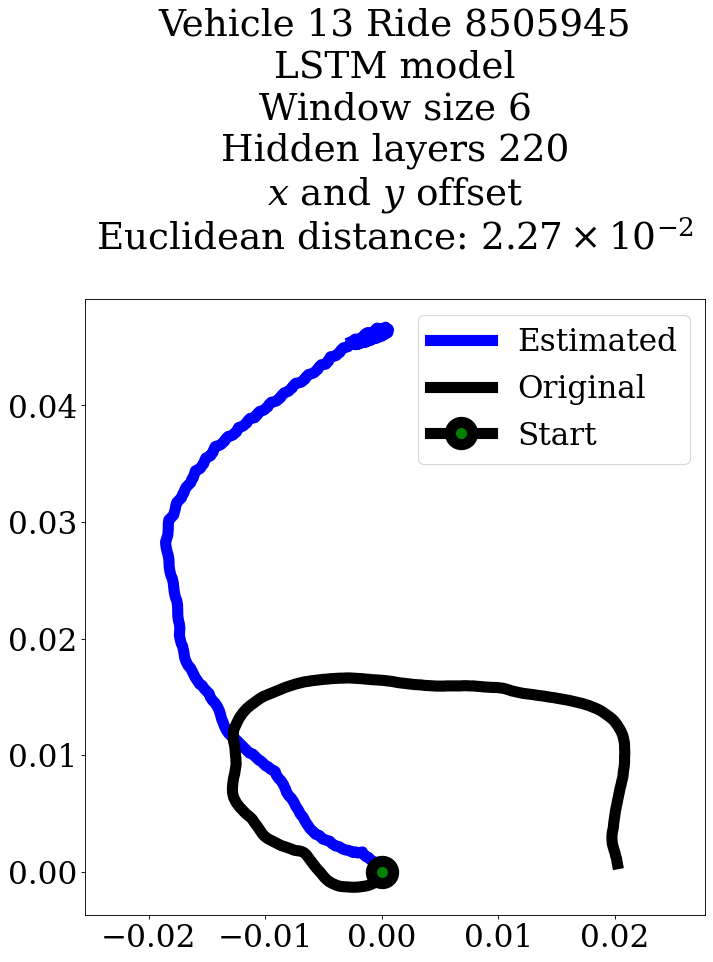 Vehicle 13 Ride 8505945
LSTM model
Window size 6
Hidden layers 220
x and y offset
Euclidean distance: 2.27 × 10⁻²
Estimated
Original
Start
0.04
0.03
0.02
0.01
0.00
−0.02 −0.01 0.00 0.01 0.02